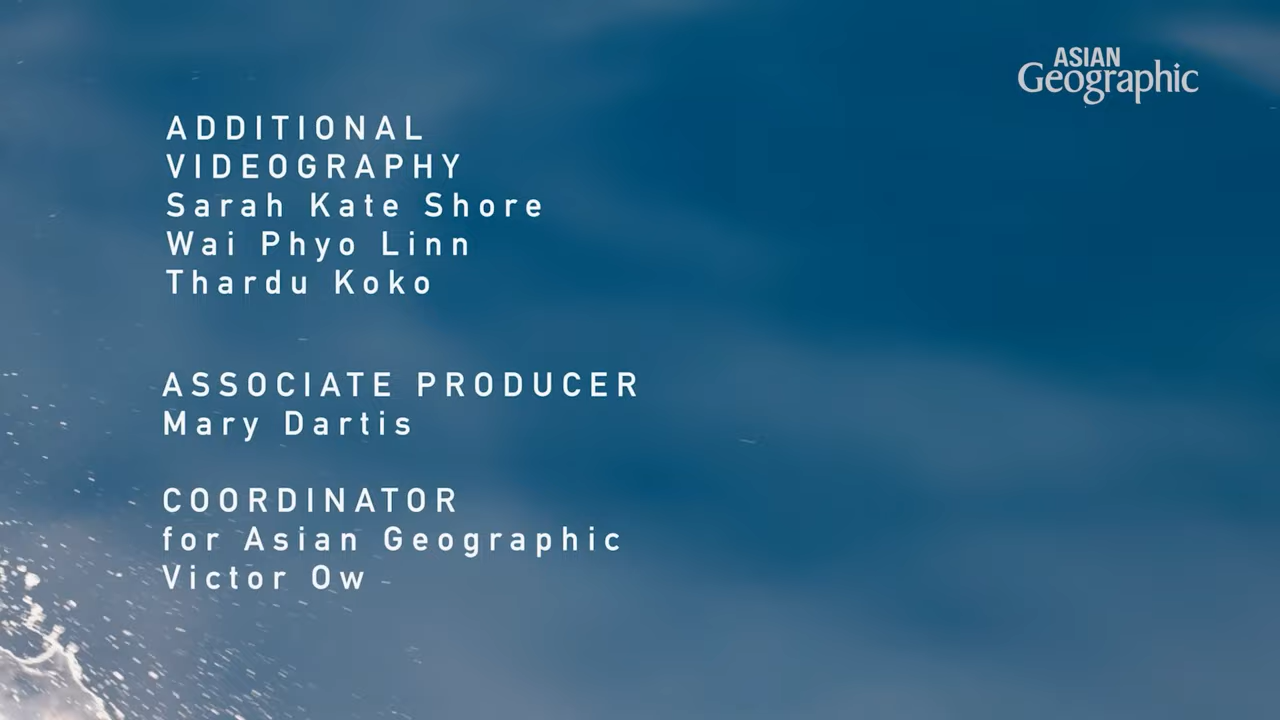 ASIAN
Geographic
ADDITIONAL
VIDEOGRAPHY
Sarah Kate Shore
Wai Phyo Linn
Thardu Koko
ASSOCIATE PRODUCER
Mary Dartis
COORDINATOR
for Asian Geographic
Victor Ow